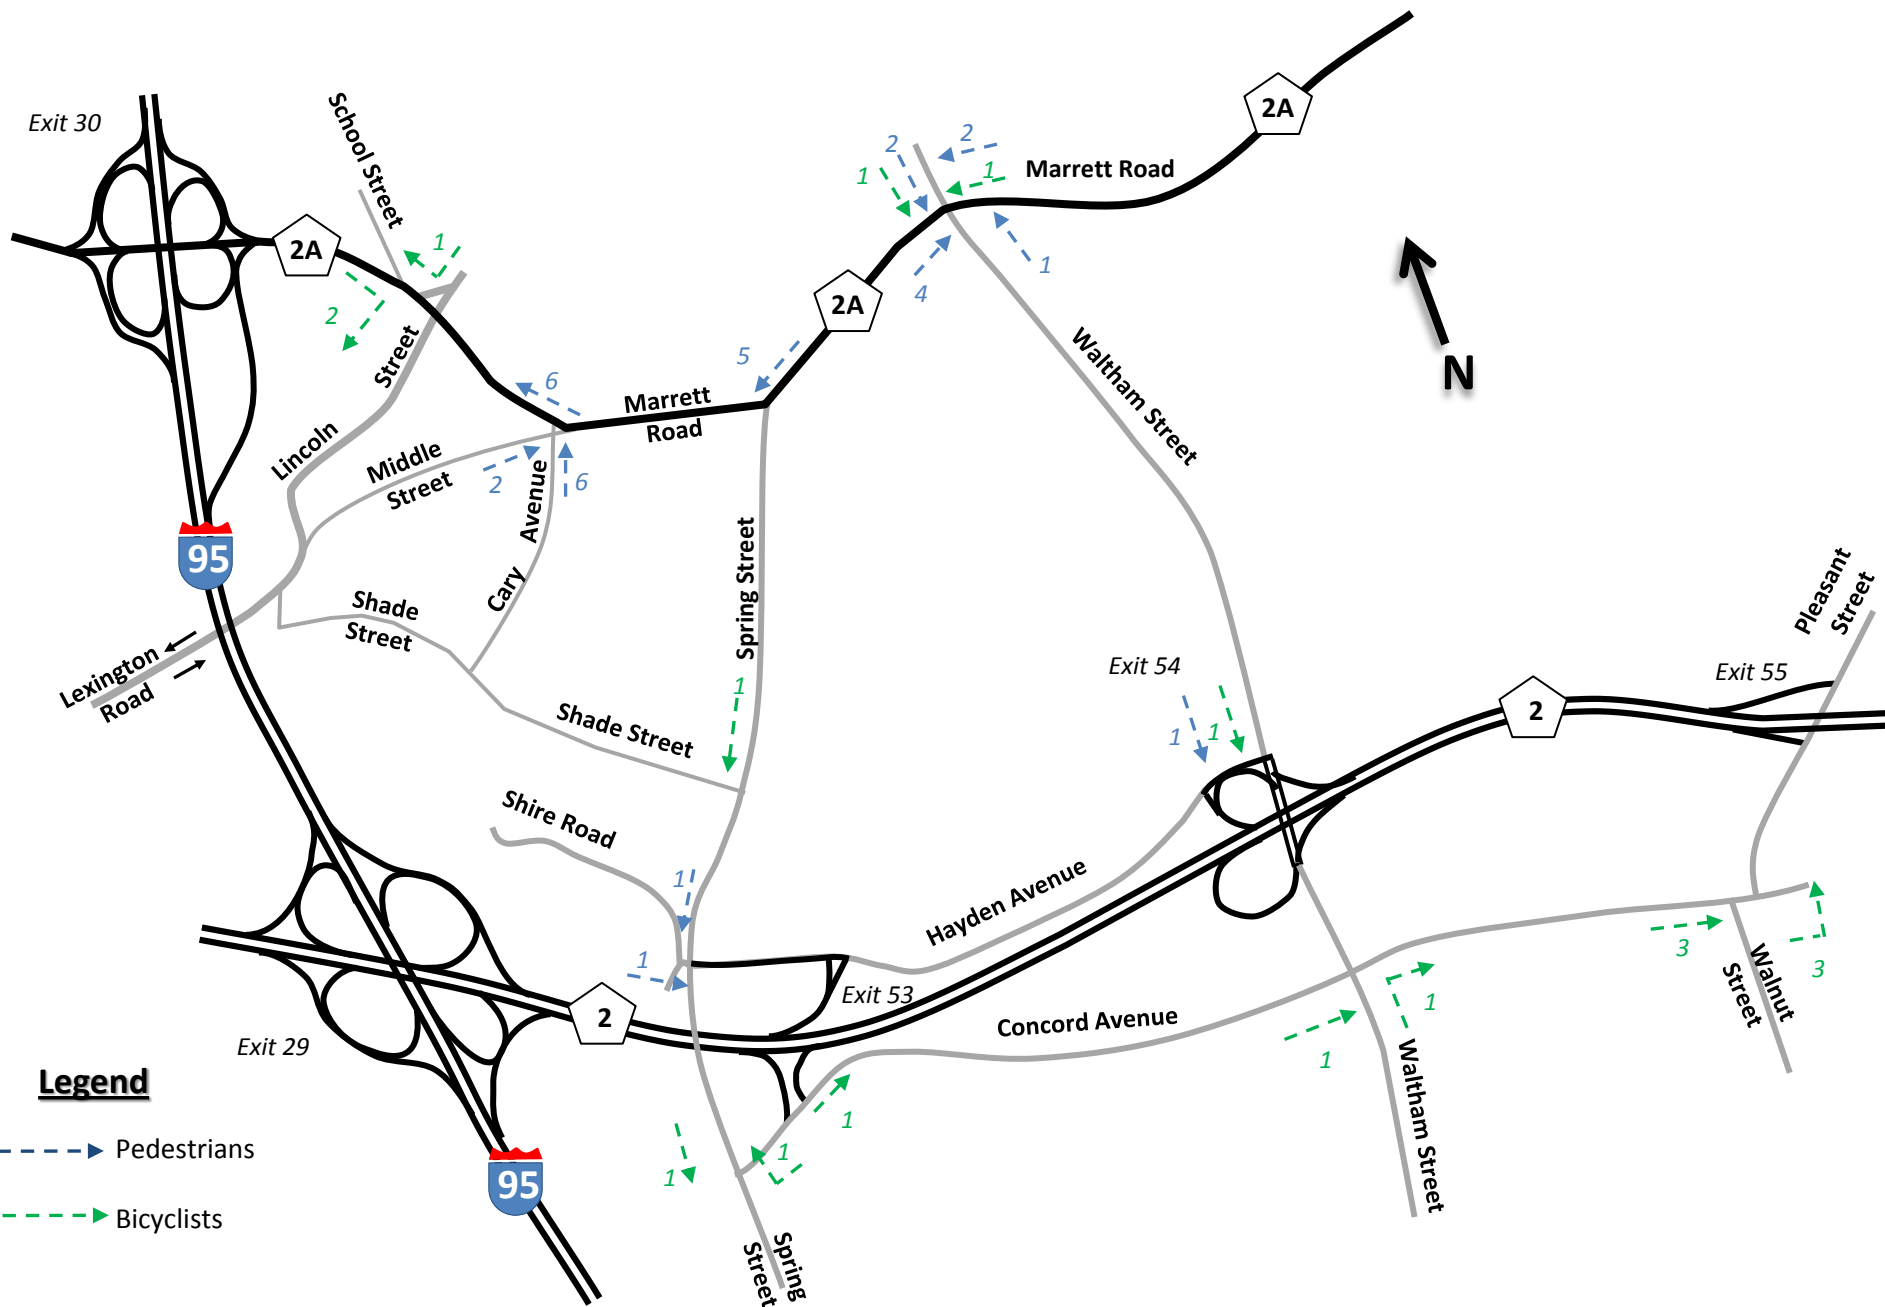 Exit 30
School Street
2A
1
2
Street
Lincoln
Middle
Street
2
6
6
Avenue
Cary
Marrett
Road
5
2A
1
2
2
1
Marrett Road
4
1
2A
N
Waltham Street
95
Lexington
Road
Shade
Street
Spring Street
1
Shade Street
Shire Road
1
1
Hayden Avenue
Exit 54
1
1
2
Exit 55
Pleasant
Street
Exit 53
2
Exit 29
Concord Avenue
1
1
3
3
Walnut
Street
Waltham Street
1
1
1
95
Spring
Street
Legend
Pedestrians
Bicyclists